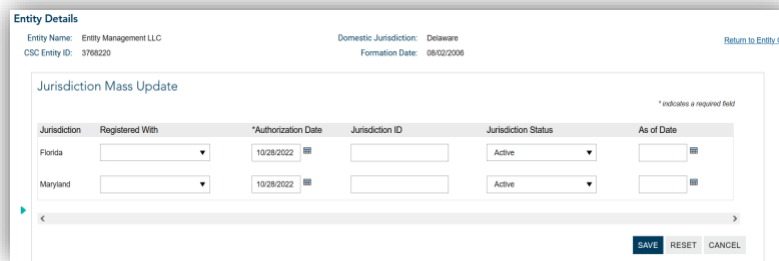 Entity Details
Entity Name: Entity Management LLC Domestic Jurisdiction: Delaware
Return to Entity
CSC Entity ID: 3768220 Formation Date: 08/02/2006
Jurisdiction Mass Update
* indicates a required field
Jurisdiction Registered With *Authorization Date Jurisdiction ID Jurisdiction Status As of Date
Florida 10/28/2022 Active
Maryland 10/28/2022 Active
SAVE RESET CANCEL